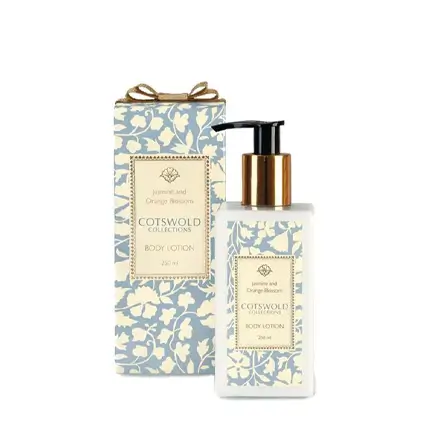 Jasmine and
Orange Blossom
COTSWOLD
COLLECTIONS
BODY LOTION
250 ml
Jasmine and
Orange Blossom
COTSWOLD
COLLECTIONS
BODY LOTION
250 ml